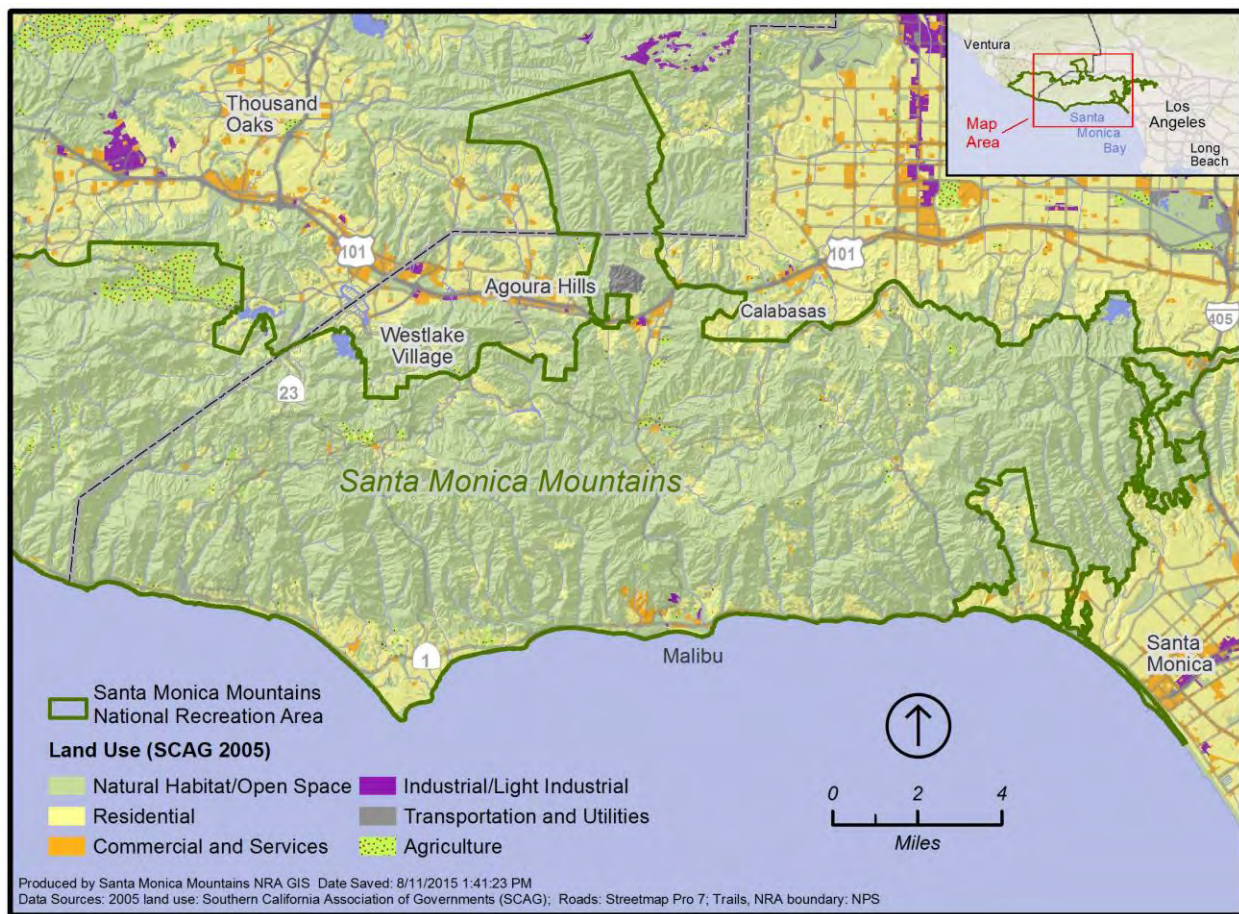 Ventura
Los
Angeles
Santa
Monica
Bay
Map
Area
Long
Beach
Thousand
Oaks
101
101
Agoura Hills
Calabasas
405
Westlake
Village
23
Santa Monica Mountains
1
Malibu
Santa
Monica
Santa Monica Mountains
National Recreation Area
Land Use (SCAG 2005)
Natural Habitat/Open Space
Industrial/Light Industrial
Residential
Transportation and Utilities
Commercial and Services
Agriculture
0 2 4
Miles
Produced by Santa Monica Mountains NRA GIS Date Saved: 8/11/2015 1:41:23 PM
Data Sources: 2005 land use: Southern California Association of Governments (SCAG); Roads: Streetmap Pro 7; Trails, NRA boundary: NPS